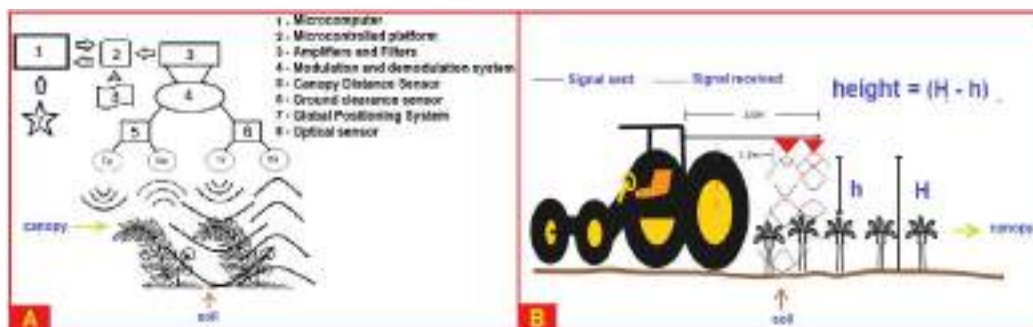 1 - Microcomputer
2 - Microcontrolled platform
3 - Amplifiers and Filters
4 - Modulation and demodulation system
5 - Canopy Distance Sensor
6 - Ground clearance sensor
7 - Global Positioning System
8 - Optical sensor
1
2
3
3
4
5
6
canopy
soil
A
Signal sent
Signal received
height = (H - h)
h
H
canopy
soil
B